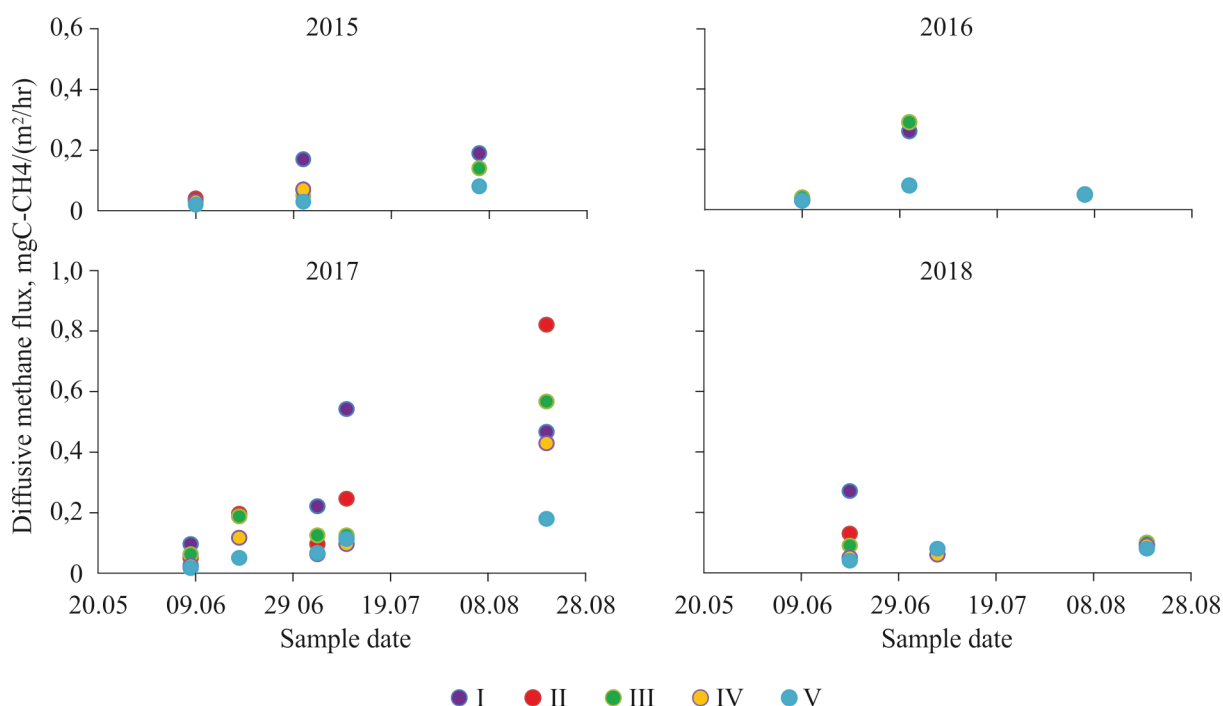 Diffusive methane flux, mgC-CH4/(m²/hr)
2015
0,6
0,4
0,2
0
2016
2017
1,0
0,8
0,6
0,4
0,2
0
20.05 09.06 29 06 19.07 08.08 28.08
Sample date
2018
20.05 09.06 29.06 19.07 08.08 28.08
Sample date
I II III IV V